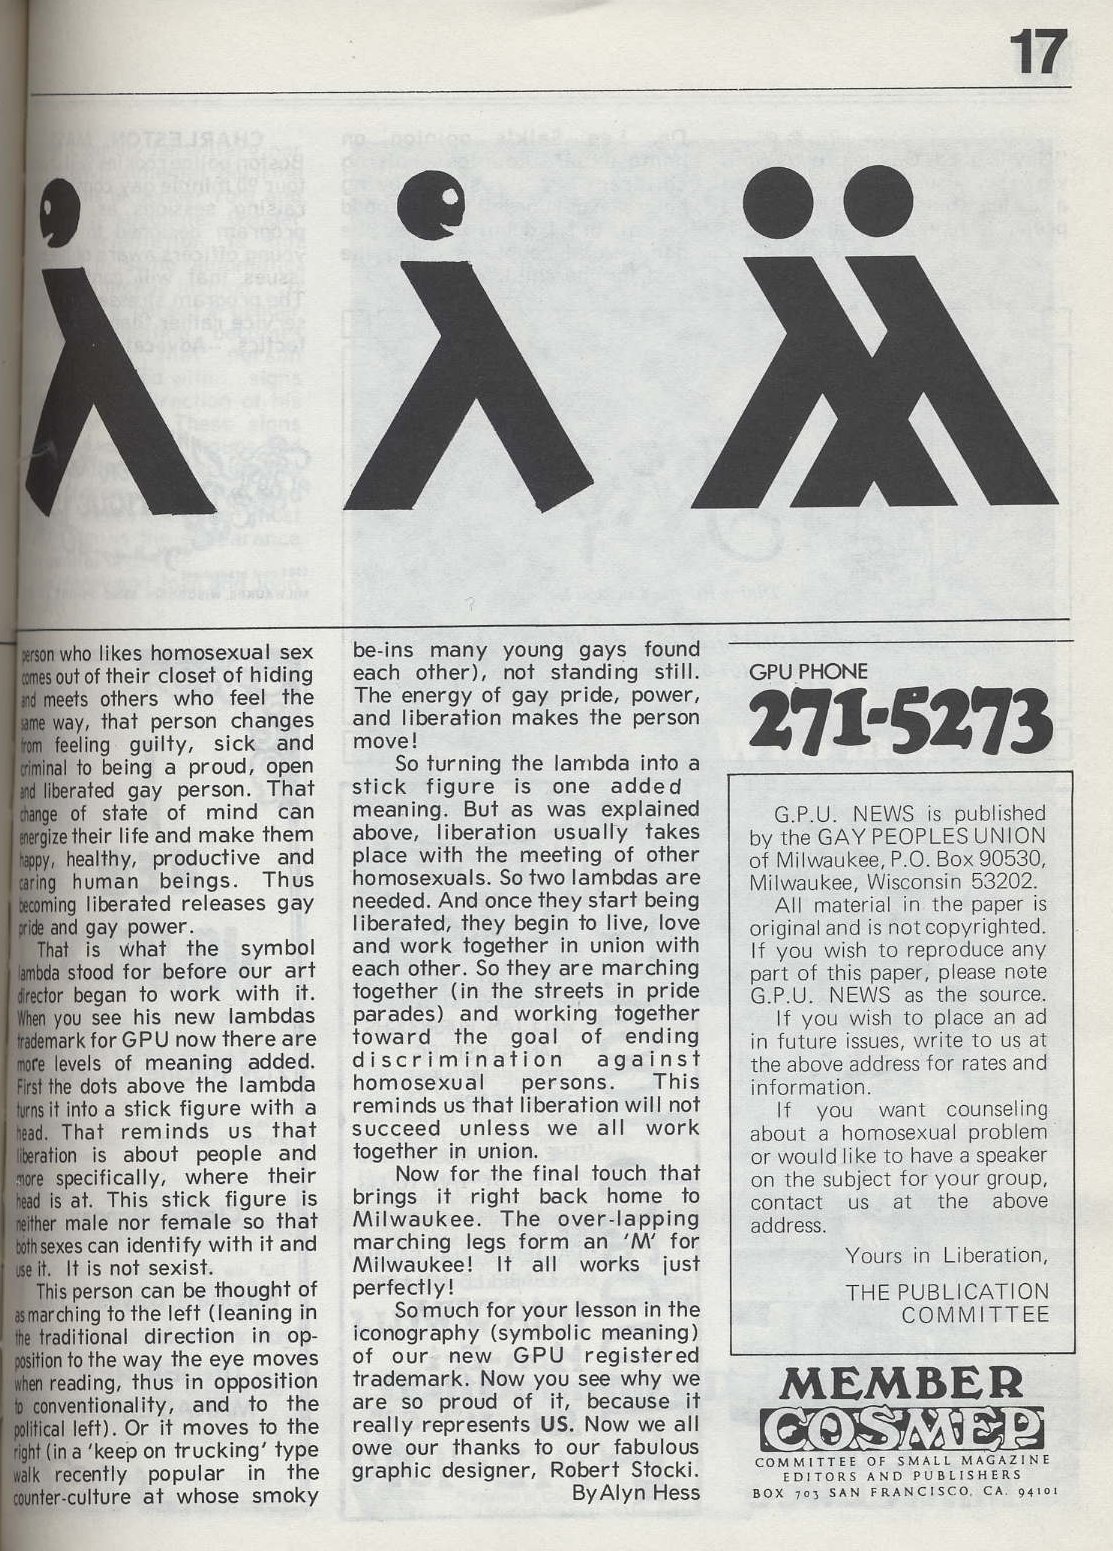 17
person who likes homosexual sex
comes out of their closet of hiding
and meets others who feel the
same way, that person changes
from feeling guilty, sick and
criminal to being a proud, open
and liberated gay person. That
change of state of mind can
energize their life and make them
happy, healthy, productive and
caring human beings. Thus
becoming liberated releases gay
pride and gay power.
That is what the symbol
lambda stood for before our art
director began to work with it.
When you see his new lambdas
trademark for GPU now there are
more levels of meaning added.
First the dots above the lambda
turns it into a stick figure with a
head. That reminds us that
liberation is about people and
more specifically, where their
head is at. This stick figure is
neither male nor female so that
both sexes can identify with it and
use it. It is not sexist.
This person can be thought of
as marching to the left (leaning in
the traditional direction in op-
position to the way the eye moves
when reading, thus in opposition
to conventionality, and to the
political left). Or it moves to the
right (in a 'keep on trucking' type
walk recently popular in the
counter-culture at whose smoky
be-ins many young gays found
each other), not standing still.
The energy of gay pride, power,
and liberation makes the person
move!
So turning the lambda into a
stick figure is one added
meaning. But as was explained
above, liberation usually takes
place with the meeting of other
homosexuals. So two lambdas are
needed. And once they start being
liberated, they begin to live, love
and work together in union with
each other. So they are marching
together (in the streets in pride
parades) and working together
toward the goal of ending
discrimination against
homosexual persons. This
reminds us that liberation will not
succeed unless we all work
together in union.
Now for the final touch that
brings it right back home to
Milwaukee. The over-lapping
marching legs form an 'M' for
Milwaukee! It all works just
perfectly!
So much for your lesson in the
iconography (symbolic meaning)
of our new GPU registered
trademark. Now you see why we
are so proud of it, because it
really represents US. Now we all
owe our thanks to our fabulous
graphic designer, Robert Stocki.
By Alyn Hess
GPU PHONE
271-5273
G.P.U. NEWS is published
by the GAY PEOPLES UNION
of Milwaukee, P.O. Box 90530,
Milwaukee, Wisconsin 53202.
All material in the paper is
original and is not copyrighted.
If you wish to reproduce any
part of this paper, please note
G.P.U. NEWS as the source.
If you wish to place an ad
in future issues, write to us at
the above address for rates and
information.
If you want counseling
about a homosexual problem
or would like to have a speaker
on the subject for your group,
contact us at the above
address.
Yours in Liberation,
THE PUBLICATION
COMMITTEE
MEMBER
COSMEP
COMMITTEE OF SMALL MAGAZINE
EDITORS AND PUBLISHERS
BOX 703 SAN FRANCISCO, CA. 94101